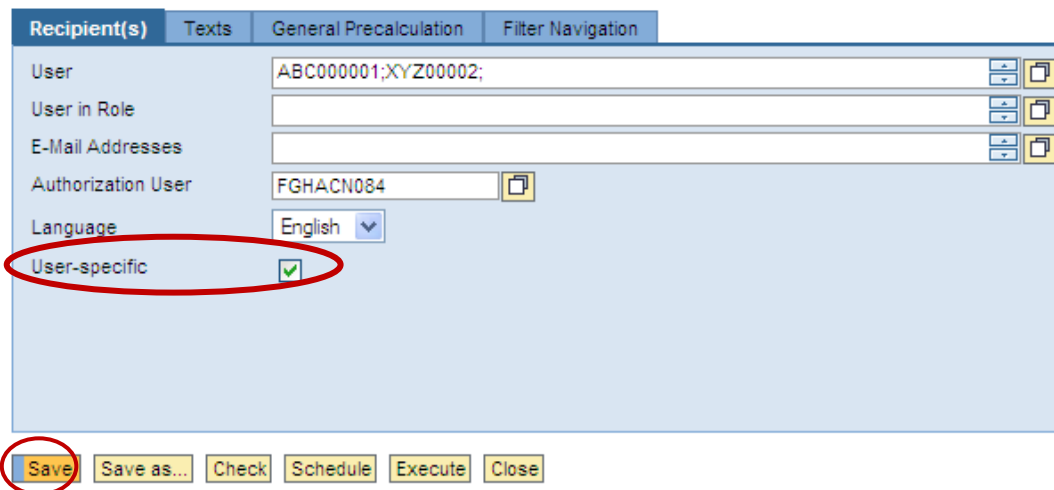 Recipient(s) Texts General Precalculation Filter Navigation
User ABC000001;XYZ00002;
User in Role
E-Mail Addresses
Authorization User FGHACN084
Language English
User-specific
Save Save as... Check Schedule Execute Close